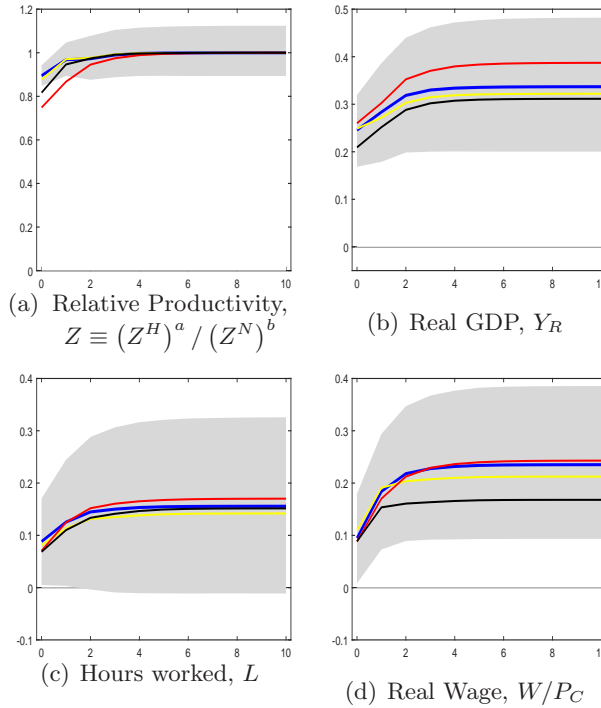 1.2
1.0
0.8
0.6
0.4
0.2
0
0 2 4 6 8 10
(a) Relative Productivity,
Z ≡ (Z^H)^a / (Z^N)^b
0.5
0.4
0.3
0.2
0.1
0
0 2 4 6 8 10
(b) Real GDP, Y_R
0.4
0.3
0.2
0.1
0
-0.1
0 2 4 6 8 10
(c) Hours worked, L
0.4
0.3
0.2
0.1
0
-0.1
0 2 4 6 8 10
(d) Real Wage, W/P_C